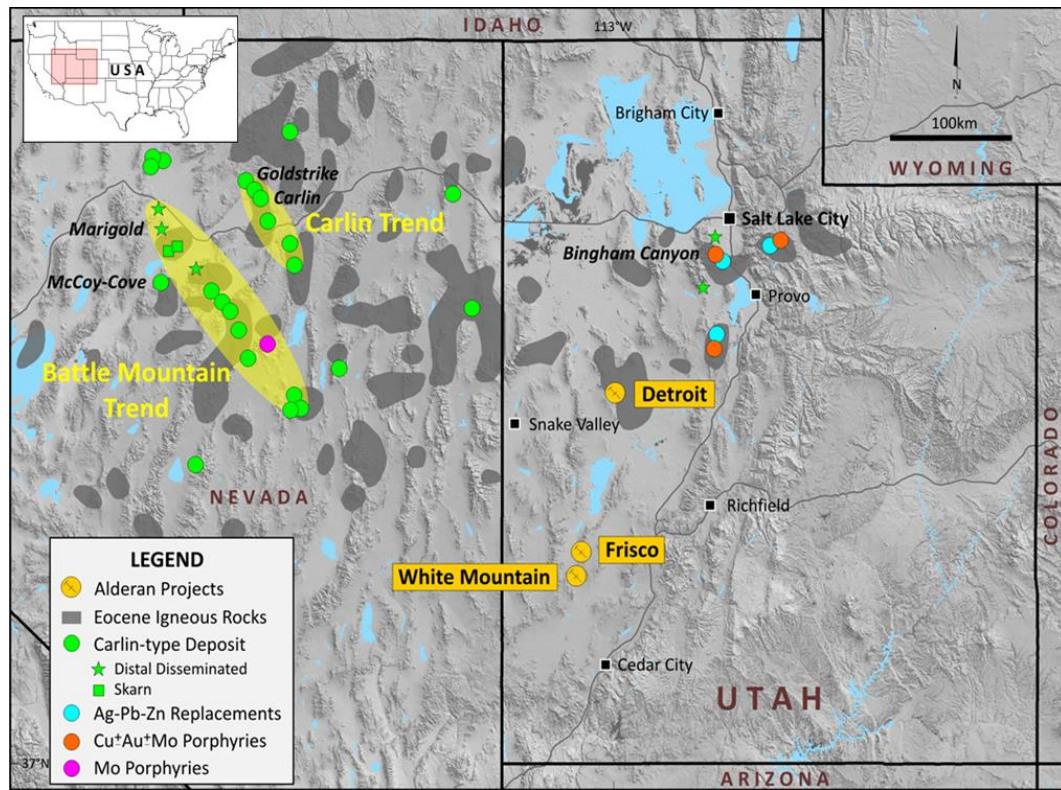 IDAHO
113°W
USA
N
100km
WYOMING
Brigham City
Goldstrike
Carlin
Carlin Trend
Marigold
Salt Lake City
Bingham Canyon
McCoy-Cove
Provo
Battle Mountain
Trend
Detroit
Snake Valley
COLORADO
NEVADA
Richfield
LEGEND
Alderan Projects
Eocene Igneous Rocks
Carlin-type Deposit
Distal Disseminated
Skarn
Ag-Pb-Zn Replacements
Cu±Au±Mo Porphyries
Mo Porphyries
Frisco
White Mountain
Cedar City
UTAH
37°N
ARIZONA